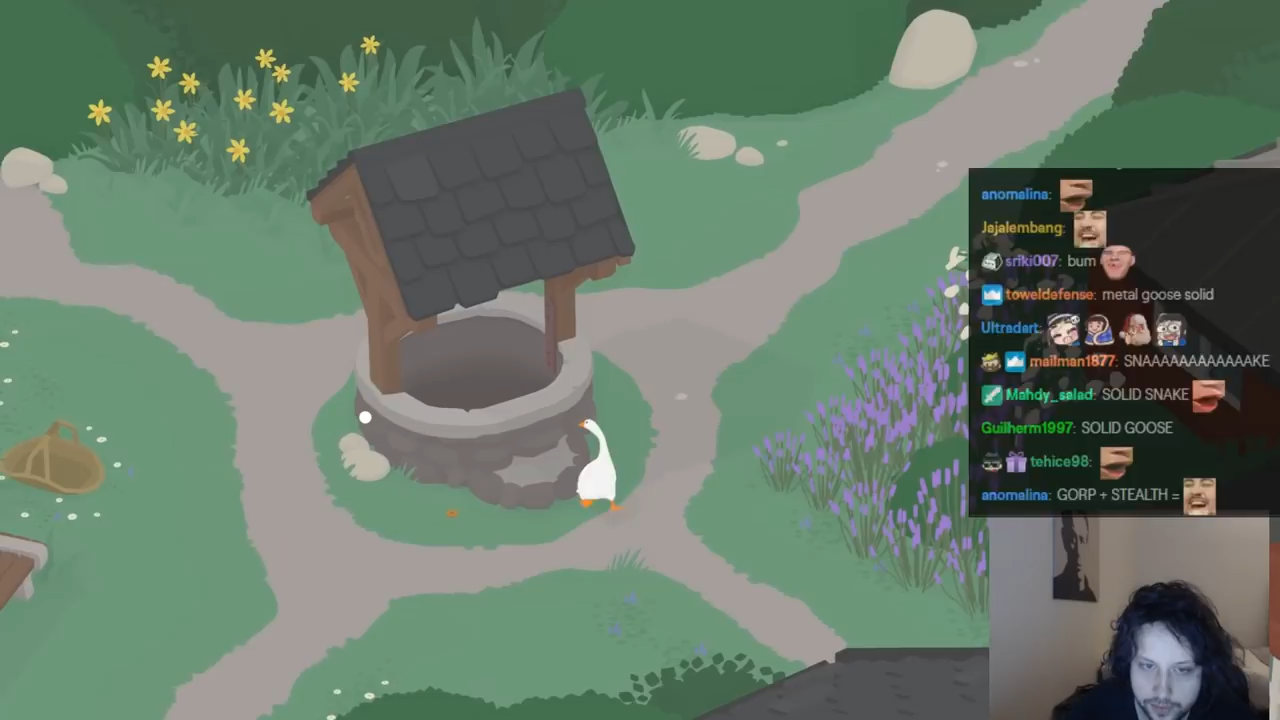 anomalina:
Jajalembang:
sriki007: bum
toweldefense: metal goose solid
Ultradart:
mailman1877: SNAAAAAAAAAAAAKE
Mahdy_salad: SOLID SNAKE
Guilherm1997: SOLID GOOSE
tehice98:
anomalina: GORP + STEALTH =